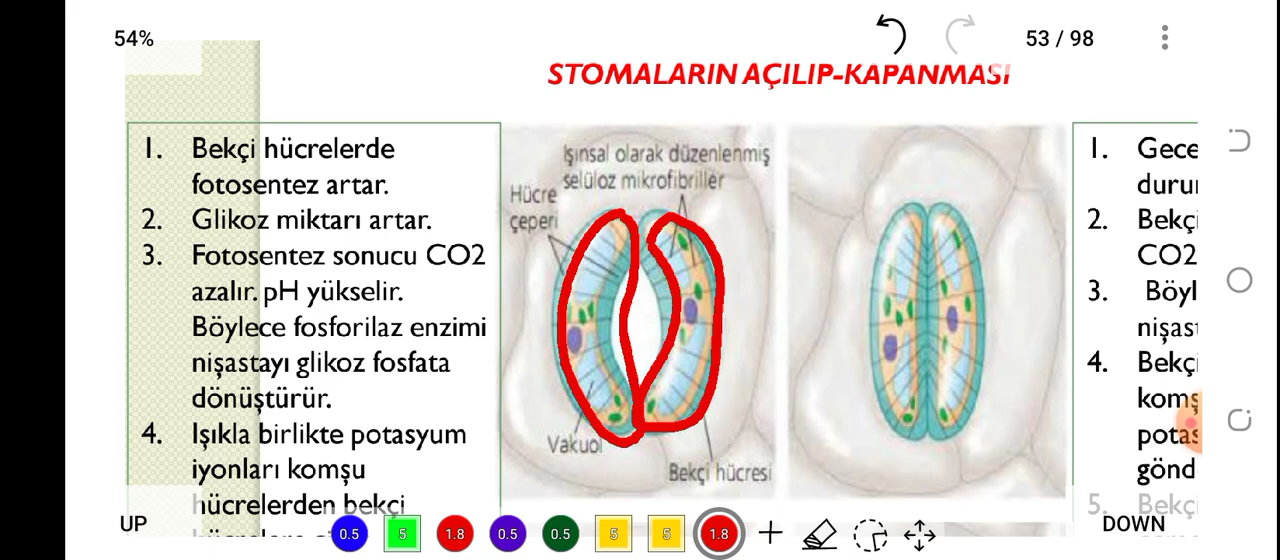 54%
53 / 98
STOMALARIN AÇILIP-KAPANMASI
1. Bekçi hücrelerde
fotosentez artar.
2. Glikoz miktarı artar.
3. Fotosentez sonucu CO2
azalır. pH yükselir.
Böylece fosforilaz enzimi
nişastayı glikoz fosfata
dönüştürür.
4. Işıkla birlikte potasyum
iyonları komşu
hücrelerden bekçi
Işınsal olarak düzenlenmiş
selüloz mikrofibriller
Hücre
çeperi
Vakuol
Bekçi hücresi
1. Gece
durur
2. Bekçi
CO2
3. Böyl
nişast
4. Bekçi
komş
potas
gönd
5. Bekçi
UP
0.5 5 1.8 0.5 0.5 5 5 1.8
DOWN